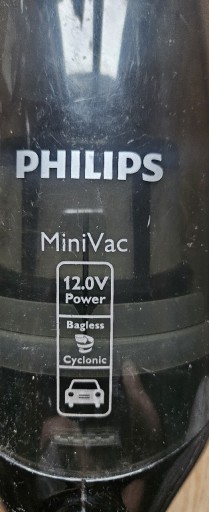 PHILIPS
MiniVac
12.0V
Power
Bagless
Cyclonic